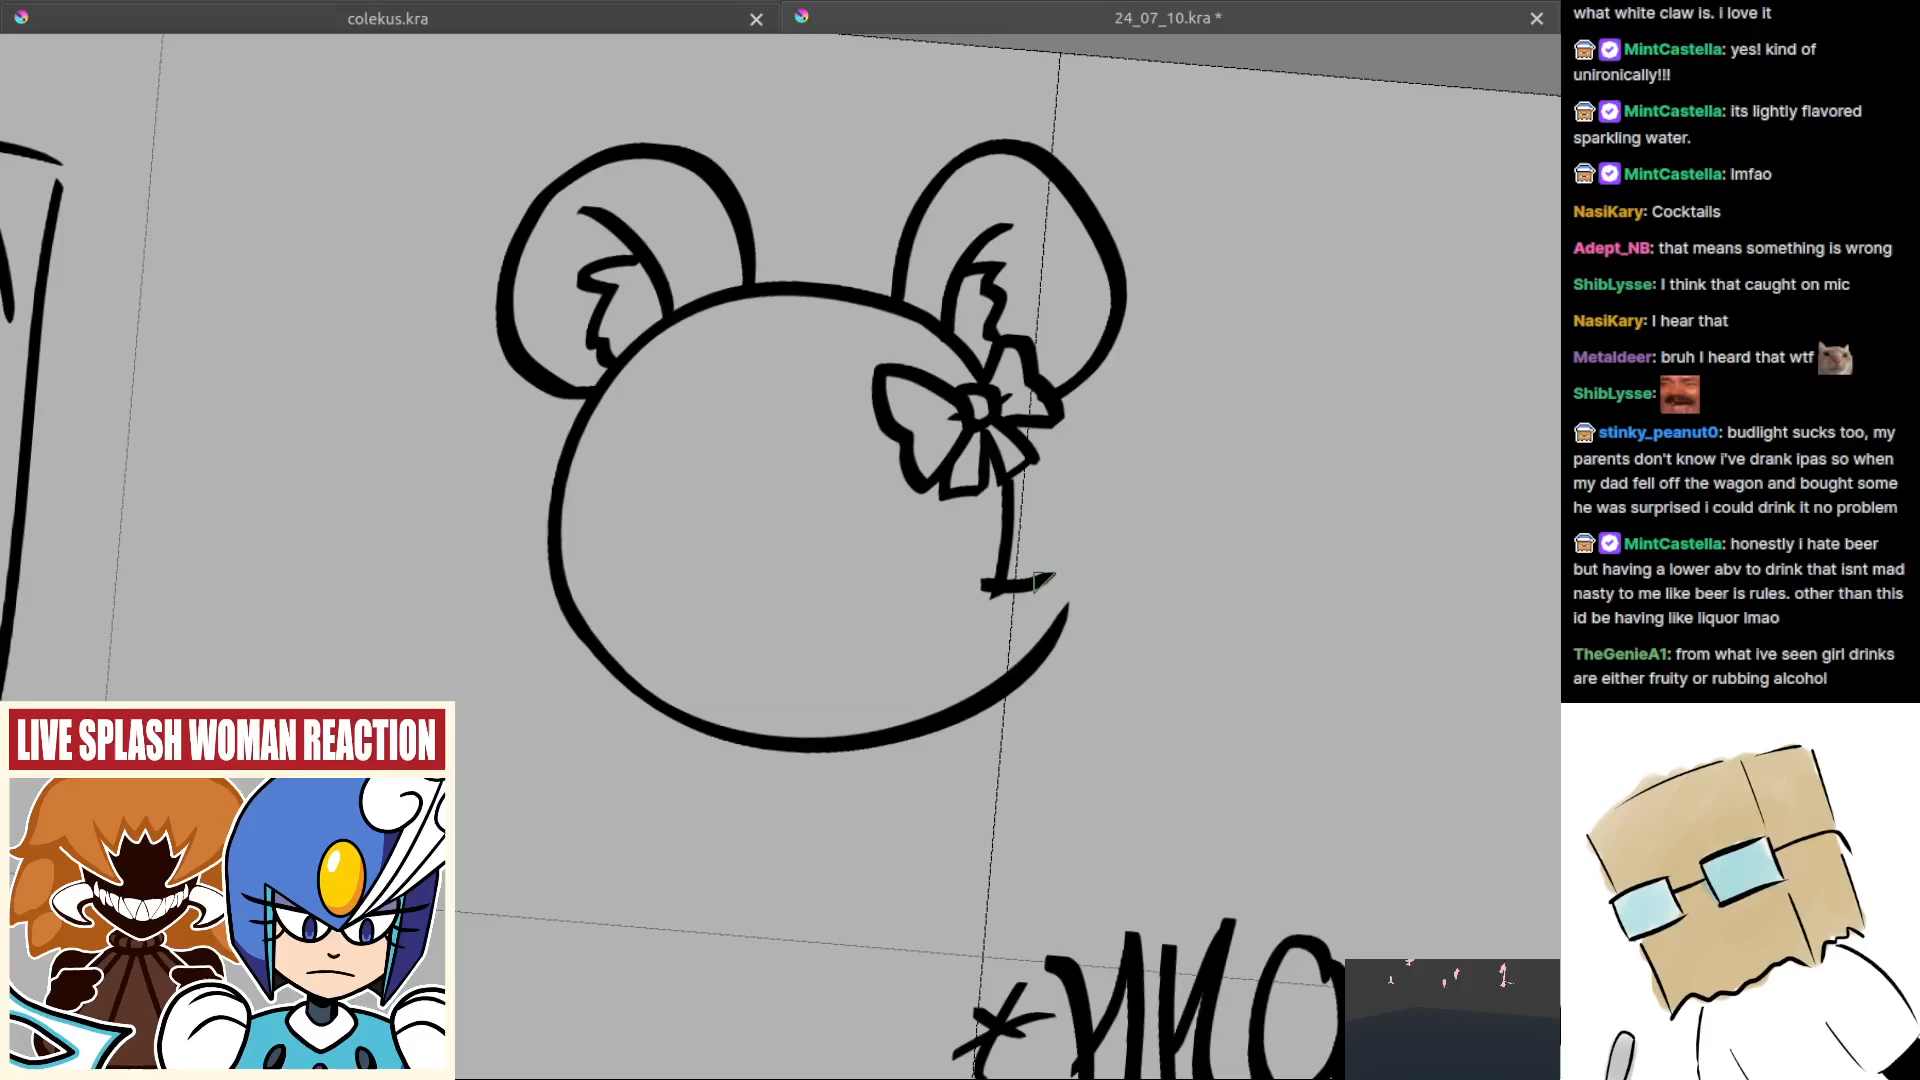 colekus.kra
24_07_10.kra *
what white claw is. i love it
MintCastella: yes! kind of
unironically!!!
MintCastella: its lightly flavored
sparkling water.
MintCastella: lmfao
NasiKary: Cocktails
Adept_NB: that means something is wrong
ShibLysse: I think that caught on mic
NasiKary: I hear that
Metaldeer: bruh I heard that wtf
ShibLysse:
stinky_peanut0: budlight sucks too, my
parents don't know i've drank ipas so when
my dad fell off the wagon and bought some
he was surprised i could drink it no problem
MintCastella: honestly i hate beer
but having a lower abv to drink that isnt mad
nasty to me like beer is rules. other than this
id be having like liquor lmao
TheGenieA1: from what ive seen girl drinks
are either fruity or rubbing alcohol
LIVE SPLASH WOMAN REACTION